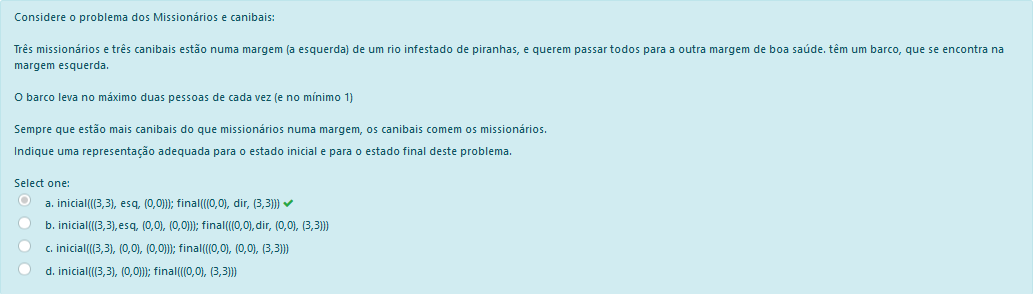 Considere o problema dos Missionários e canibais:
Três missionários e três canibais estão numa margem (a esquerda) de um rio infestado de piranhas, e querem passar todos para a outra margem de boa saúde. têm um barco, que se encontra na
margem esquerda.
O barco leva no máximo duas pessoas de cada vez (e no mínimo 1)
Sempre que estão mais canibais do que missionários numa margem, os canibais comem os missionários.
Indique uma representação adequada para o estado inicial e para o estado final deste problema.
Select one:
a. inicial(((3,3), esq, (0,0))); final(((0,0), dir, (3,3)))
b. inicial(((3,3),esq, (0,0), (0,0))); final(((0,0),dir, (0,0), (3,3)))
c. inicial(((3,3), (0,0), (0,0))); final(((0,0), (0,0), (3,3)))
d. inicial(((3,3), (0,0))); final(((0,0), (3,3)))